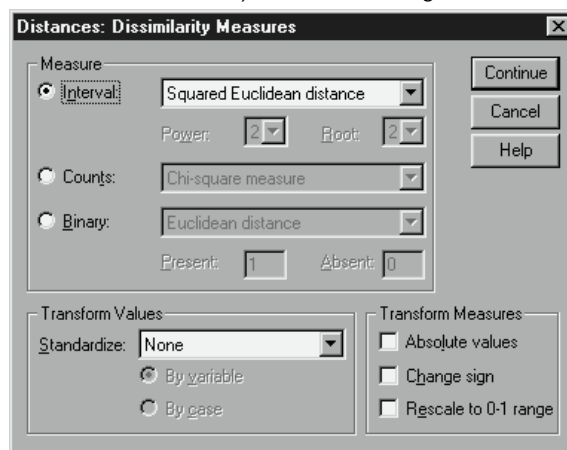 Distances: Dissimilarity Measures
Measure
Interval: Squared Euclidean distance
Power: 2 Root: 2
Counts: Chi-square measure
Binary: Euclidean distance
Present: 1 Absent: 0
Continue
Cancel
Help
Transform Values
Standardize: None
By variable
By case
Transform Measures
Absolute values
Change sign
Rescale to 0-1 range